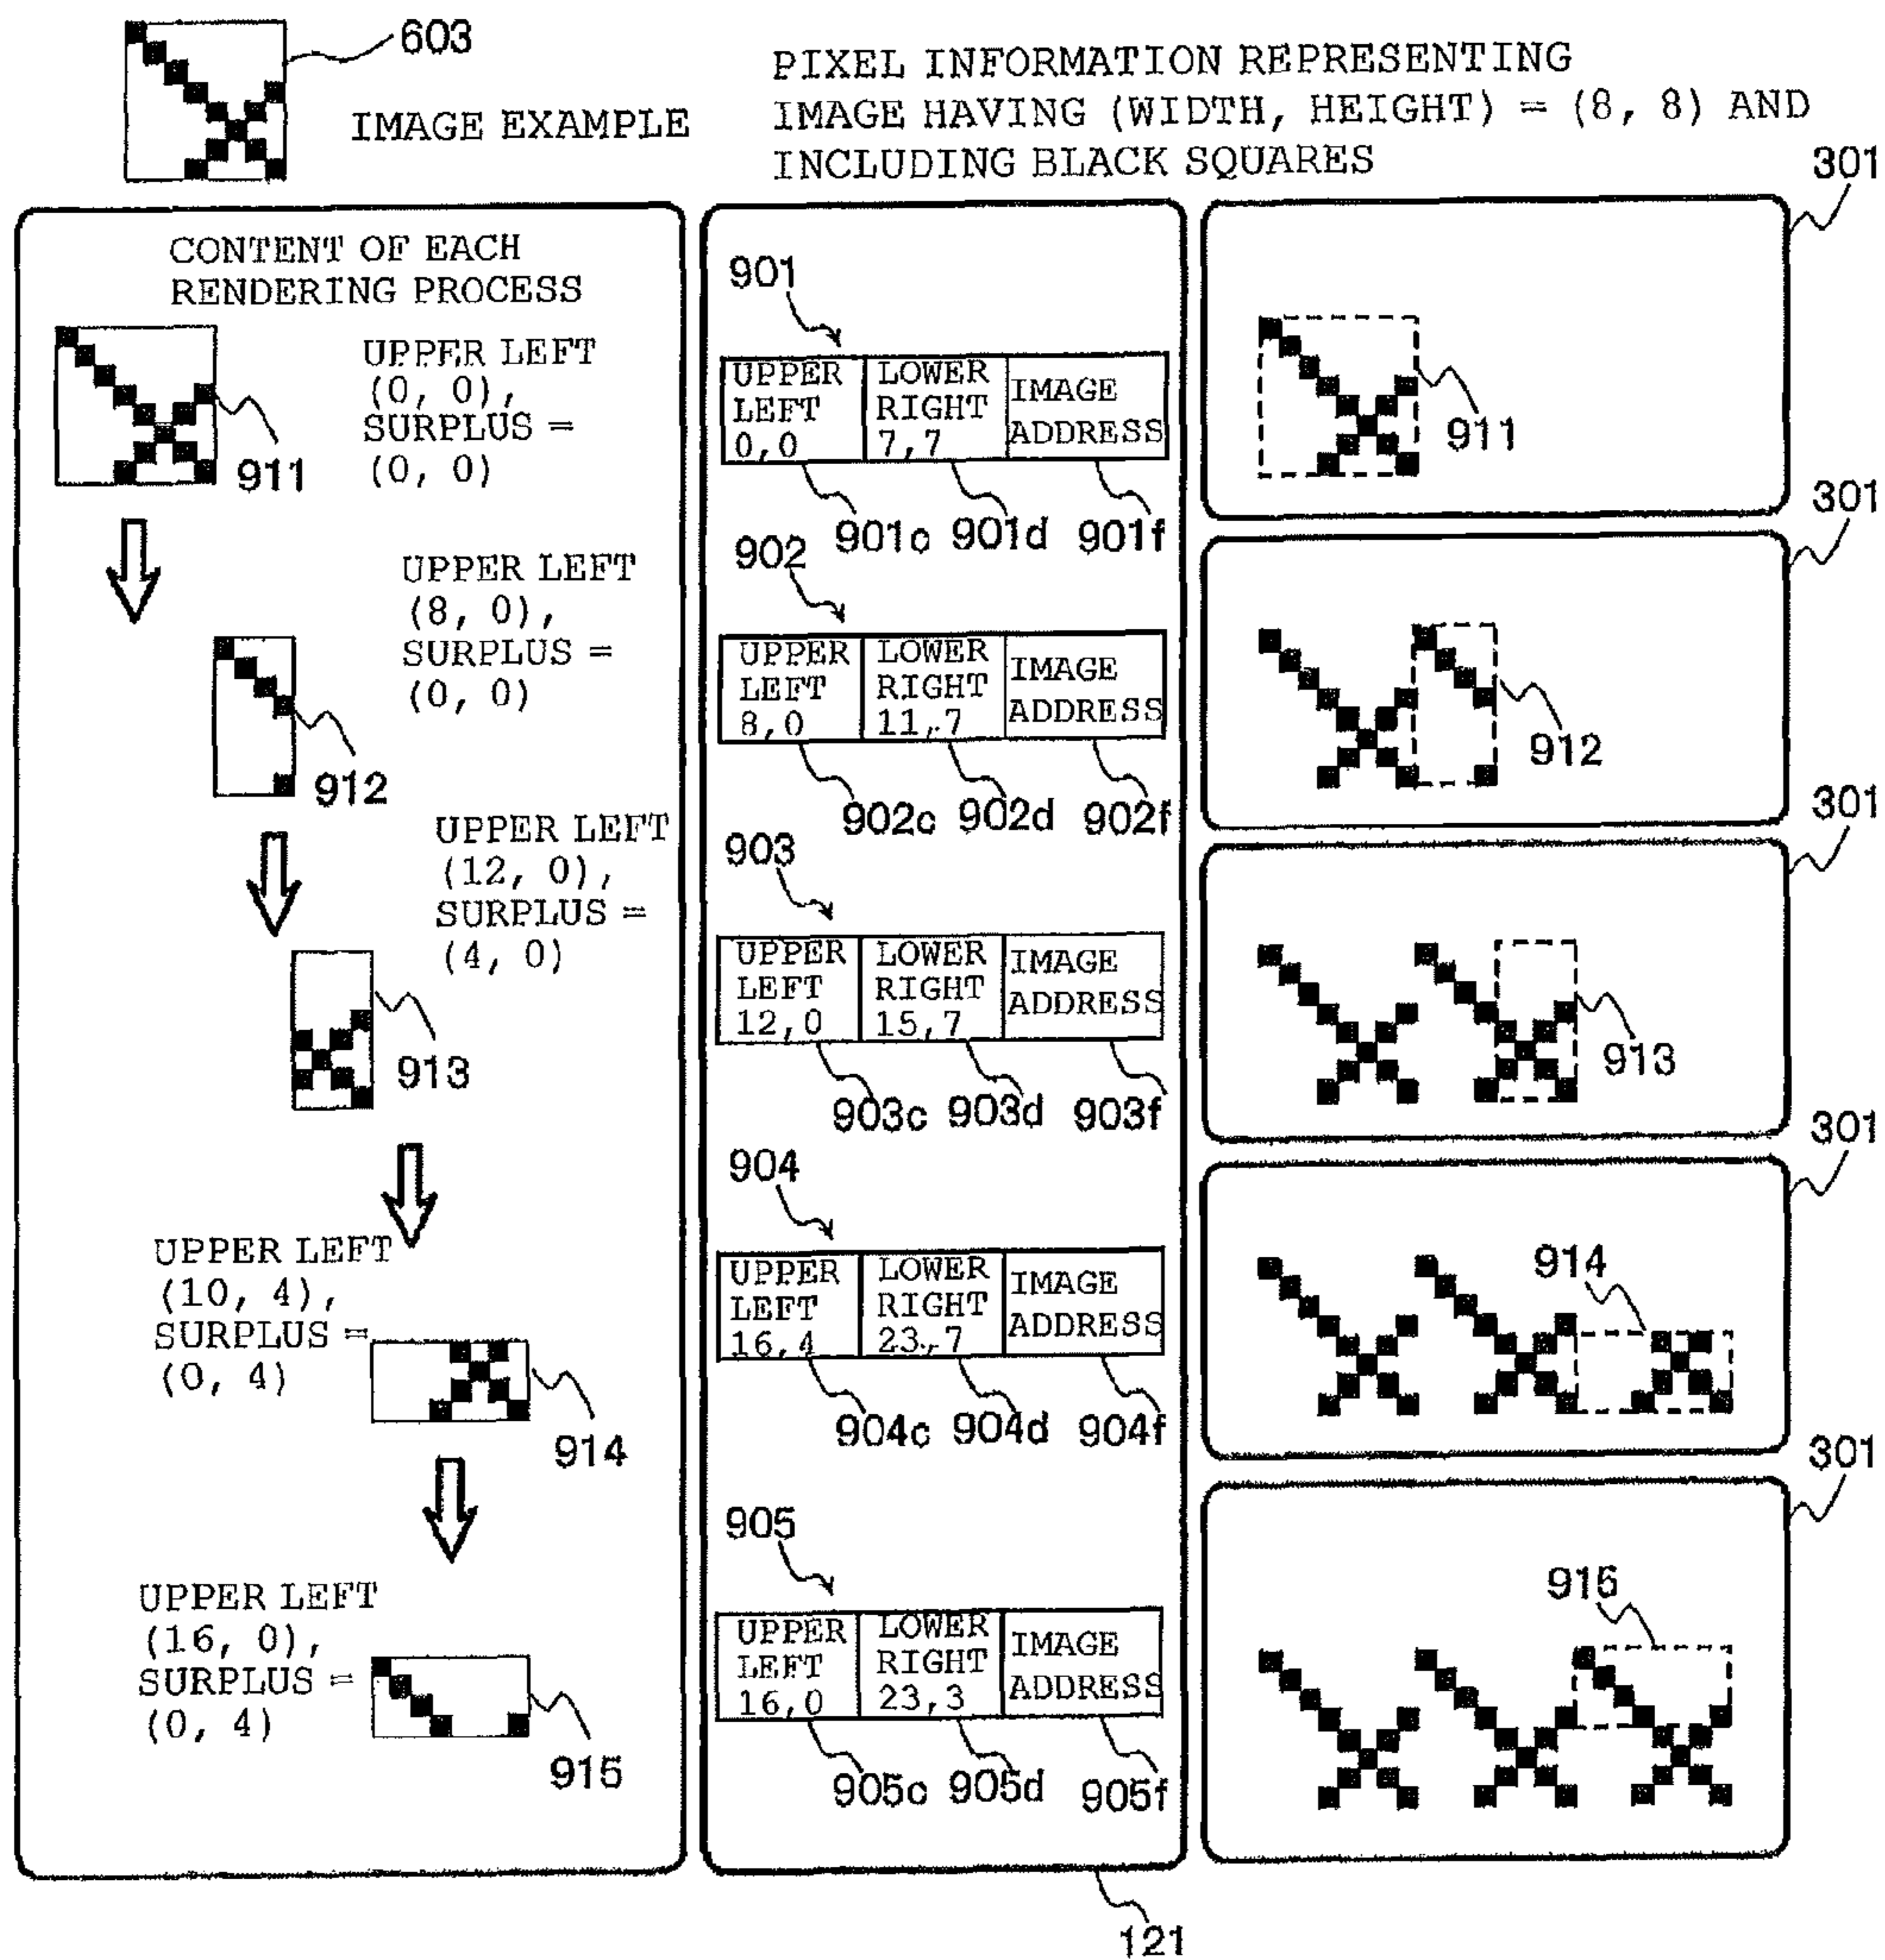 603
IMAGE EXAMPLE
PIXEL INFORMATION REPRESENTING
IMAGE HAVING (WIDTH, HEIGHT) = (8, 8) AND
INCLUDING BLACK SQUARES
CONTENT OF EACH
RENDERING PROCESS
UPPER LEFT
(0, 0),
SURPLUS =
(0, 0)
911
UPPER LEFT
(8, 0),
SURPLUS =
(0, 0)
912
UPPER LEFT
(12, 0),
SURPLUS =
(4, 0)
913
UPPER LEFT
(10, 4),
SURPLUS =
(0, 4)
914
UPPER LEFT
(16, 0),
SURPLUS =
(0, 4)
915
901
UPPER
LEFT
0,0
LOWER
RIGHT
7,7
IMAGE
ADDRESS
901c 901d 901f
902
UPPER
LEFT
8,0
LOWER
RIGHT
11,7
IMAGE
ADDRESS
902c 902d 902f
903
UPPER
LEFT
12,0
LOWER
RIGHT
15,7
IMAGE
ADDRESS
903c 903d 903f
904
UPPER
LEFT
16,4
LOWER
RIGHT
23,7
IMAGE
ADDRESS
904c 904d 904f
905
UPPER
LEFT
16,0
LOWER
RIGHT
23,3
IMAGE
ADDRESS
905c 905d 905f
121
301
911
301
912
301
913
301
914
301
915